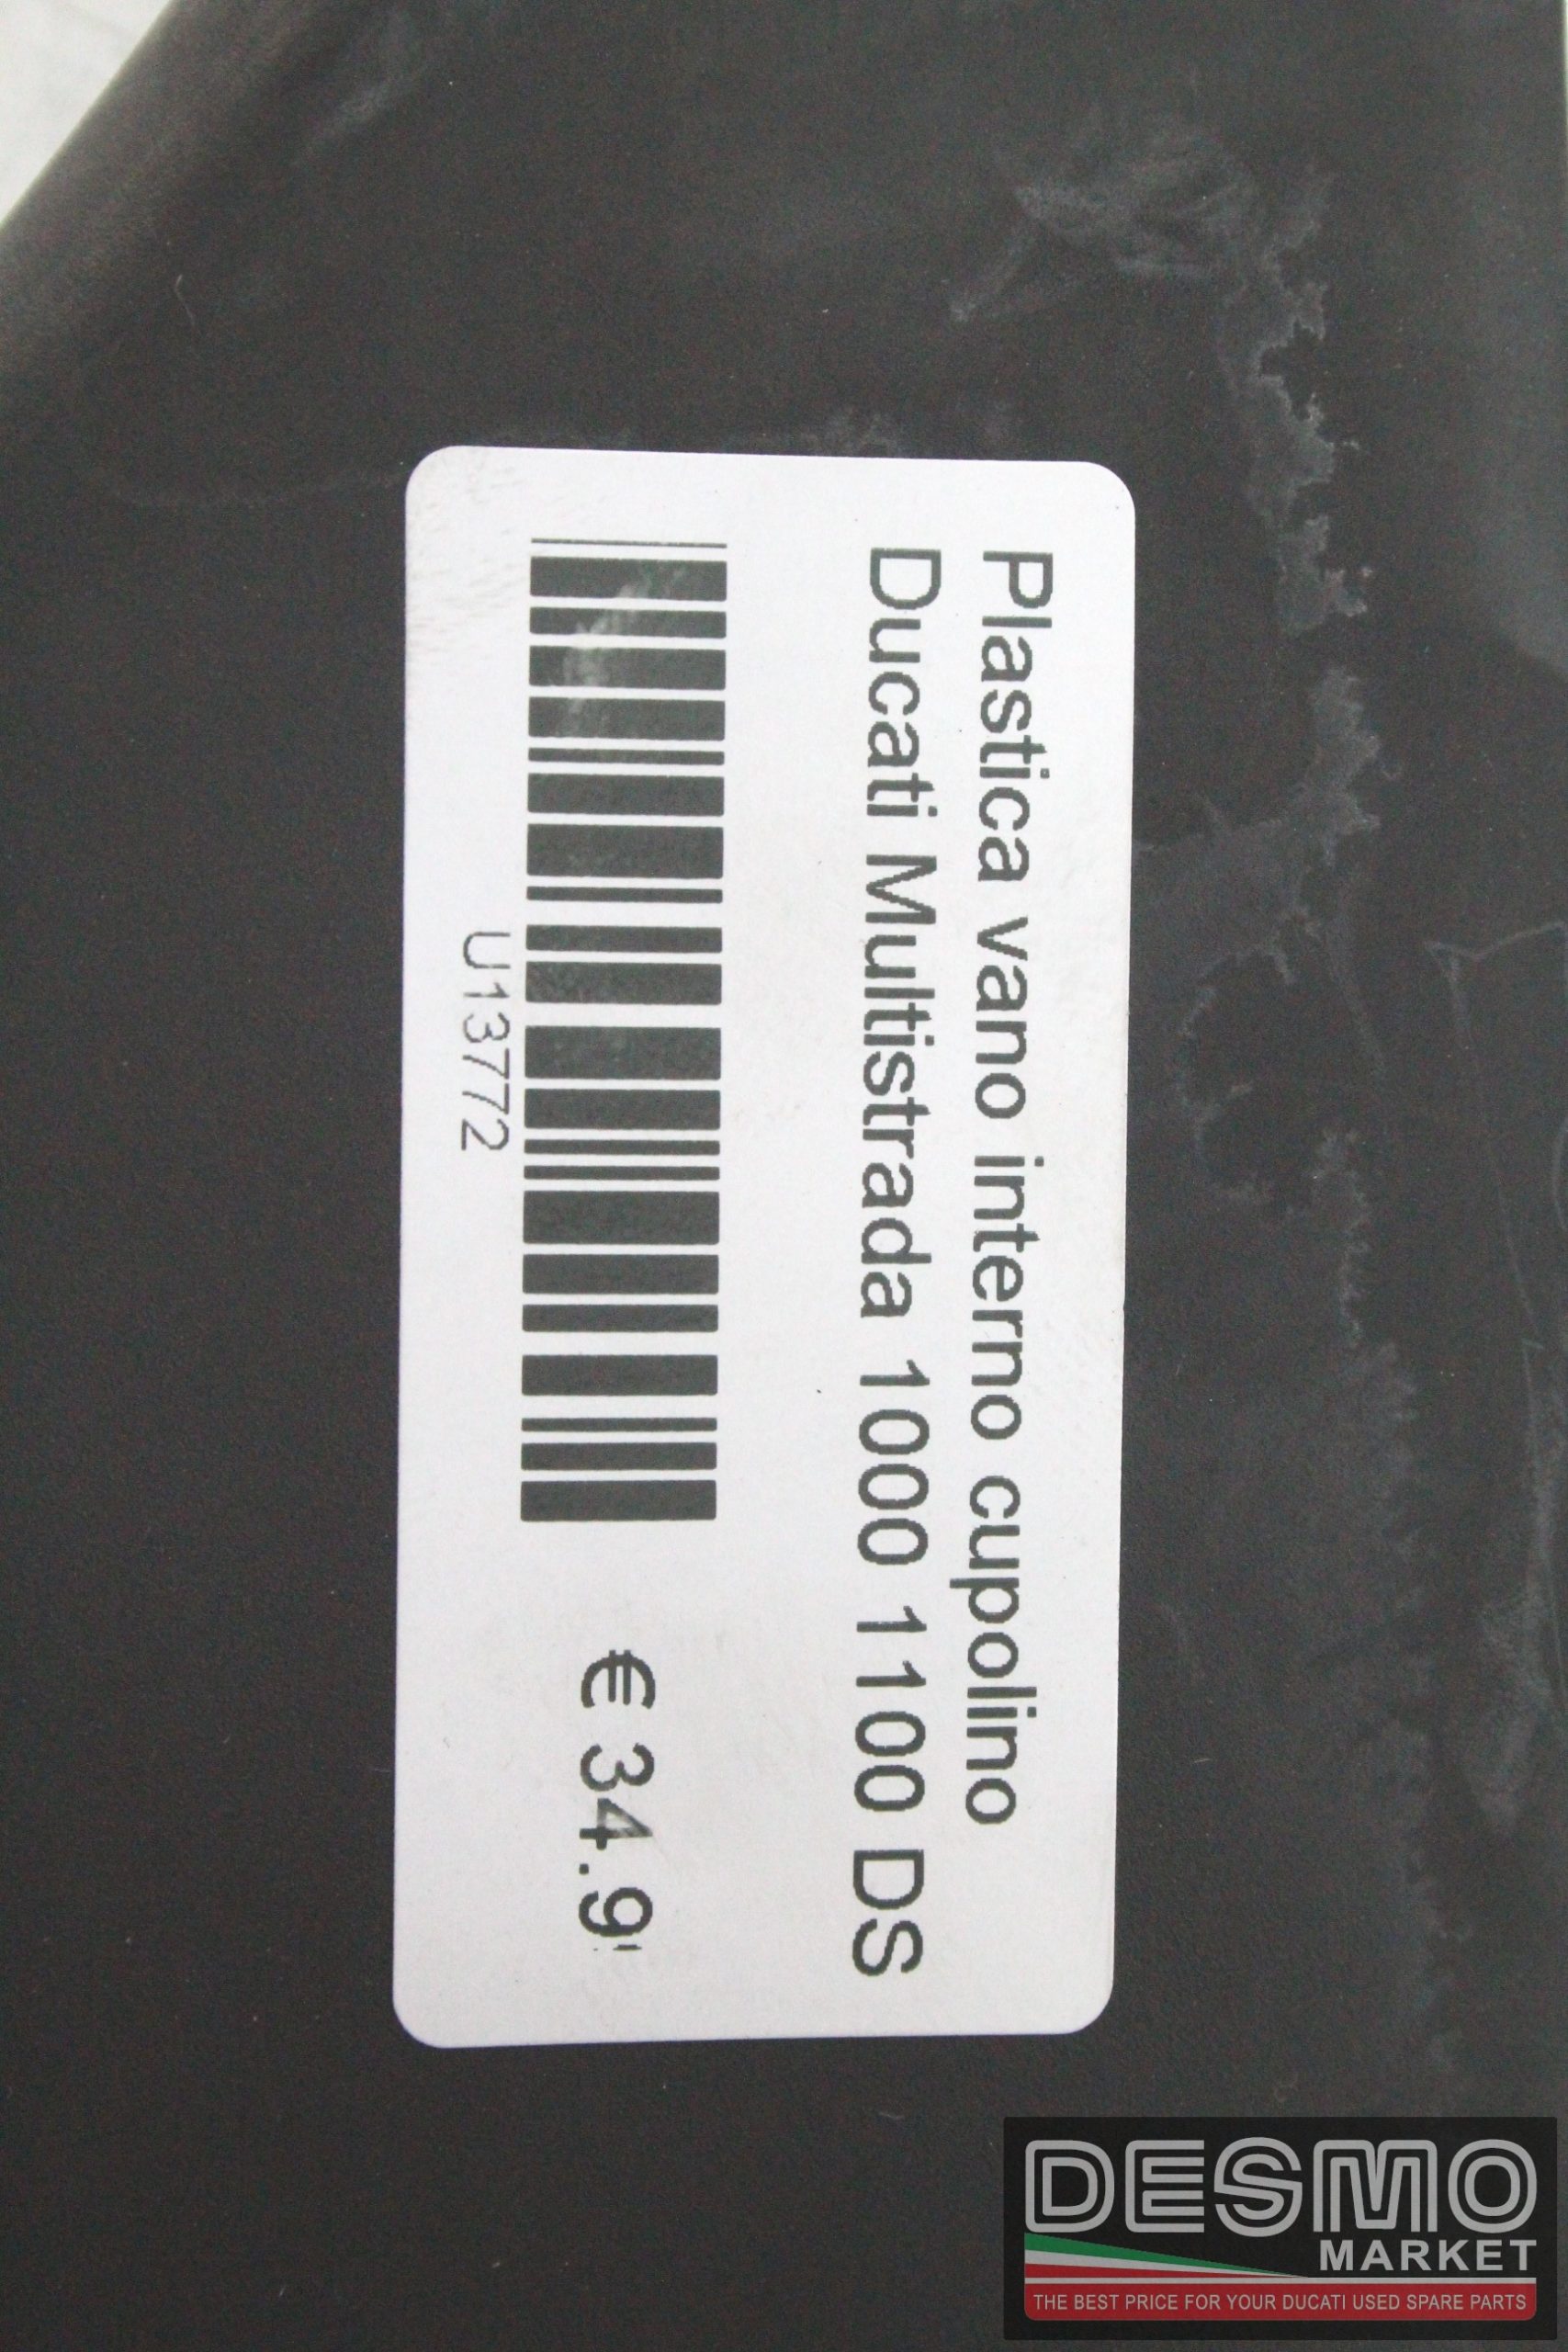 Plastica vano interno cupolino
Ducati Multistrada 1000 1100 DS
€ 34.9
U13772
DESMO
MARKET
THE BEST PRICE FOR YOUR DUCATI USED SPARE PARTS